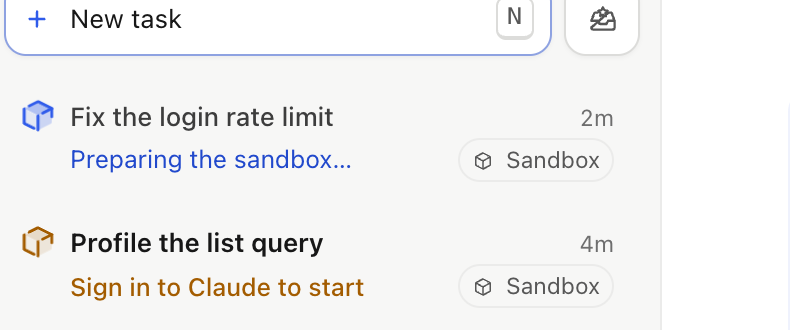 New task N
Fix the login rate limit 2m
Preparing the sandbox... Sandbox
Profile the list query 4m
Sign in to Claude to start Sandbox